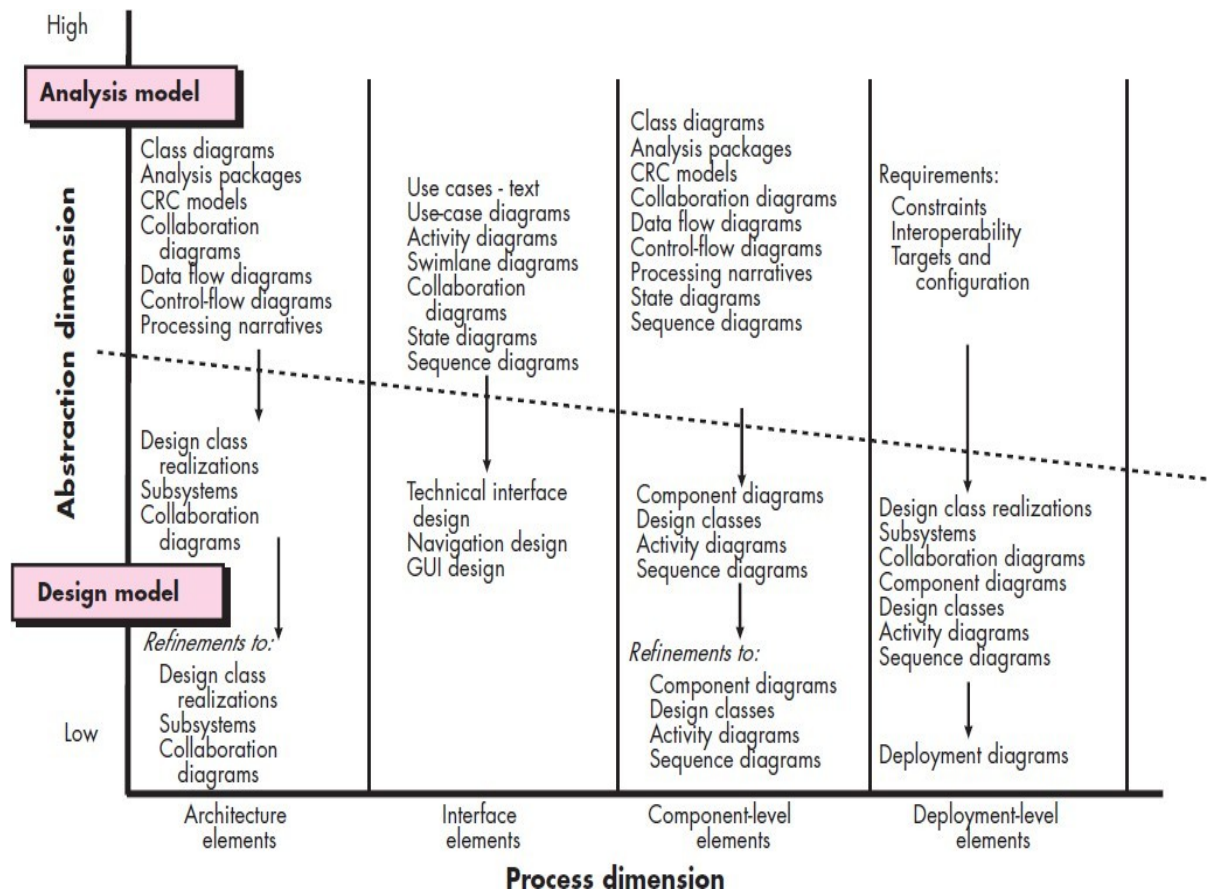 High
Analysis model
Abstraction dimension
Class diagrams
Analysis packages
CRC models
Collaboration
diagrams
Data flow diagrams
Control-flow diagrams
Processing narratives
Design class
realizations
Subsystems
Collaboration
diagrams
Design model
Refinements to:
Design class
realizations
Subsystems
Collaboration
diagrams
Low
Use cases - text
Use-case diagrams
Activity diagrams
Swimlane diagrams
Collaboration
diagrams
State diagrams
Sequence diagrams
Technical interface
design
Navigation design
GUI design
Class diagrams
Analysis packages
CRC models
Collaboration diagrams
Data flow diagrams
Control-flow diagrams
Processing narratives
State diagrams
Sequence diagrams
Component diagrams
Design classes
Activity diagrams
Sequence diagrams
Refinements to:
Component diagrams
Design classes
Activity diagrams
Sequence diagrams
Requirements:
Constraints
Interoperability
Targets and
configuration
Design class realizations
Subsystems
Collaboration diagrams
Component diagrams
Design classes
Activity diagrams
Sequence diagrams
Deployment diagrams
Architecture
elements
Interface
elements
Component-level
elements
Deployment-level
elements
Process dimension